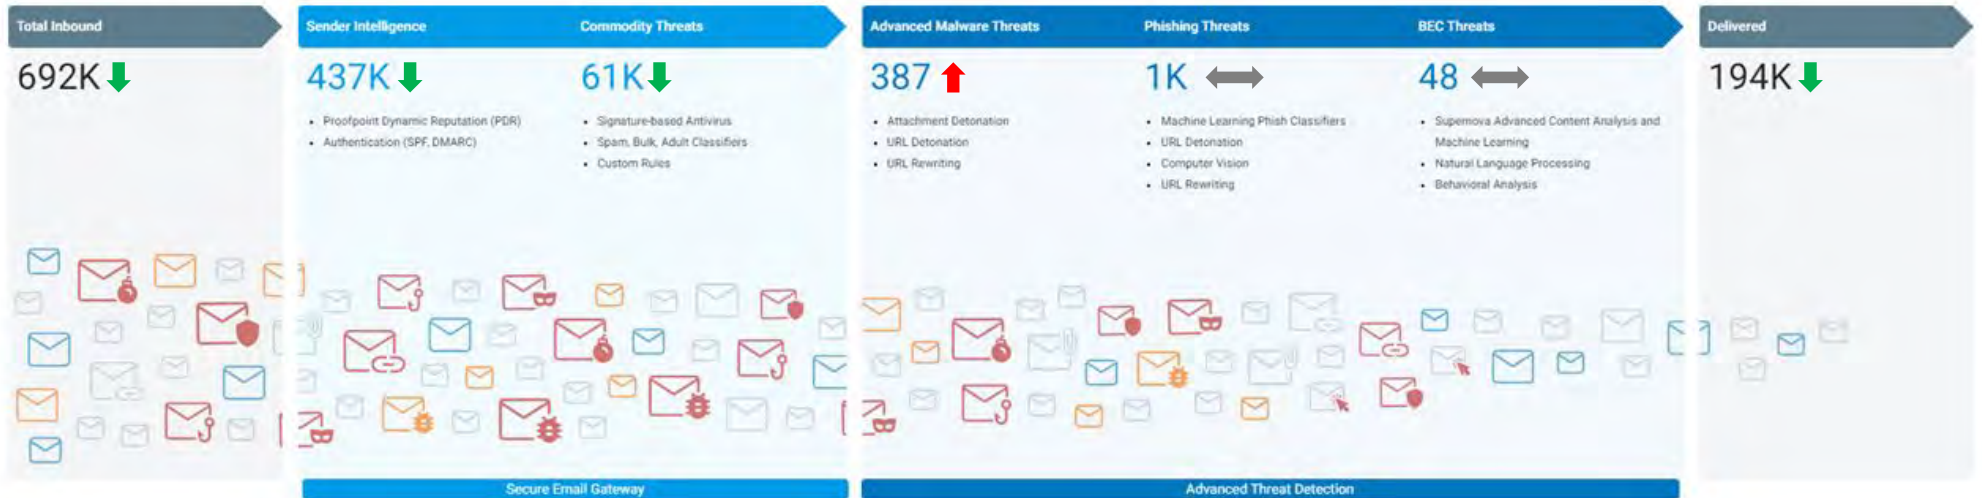 Total Inbound
692K
Sender Intelligence
437K
• Proofpoint Dynamic Reputation (PDR)
• Authentication (SPF, DMARC)
Commodity Threats
61K
• Signature-based Antivirus
• Spam, Bulk, Adult Classifiers
• Custom Rules
Secure Email Gateway
Advanced Malware Threats
387
• Attachment Detonation
• URL Detonation
• URL Rewriting
Phishing Threats
1K
• Machine Learning Phish Classifiers
• URL Detonation
• Computer Vision
• URL Rewriting
BEC Threats
48
• Supernova Advanced Content Analysis and
Machine Learning
• Natural Language Processing
• Behavioral Analysis
Advanced Threat Detection
Delivered
194K